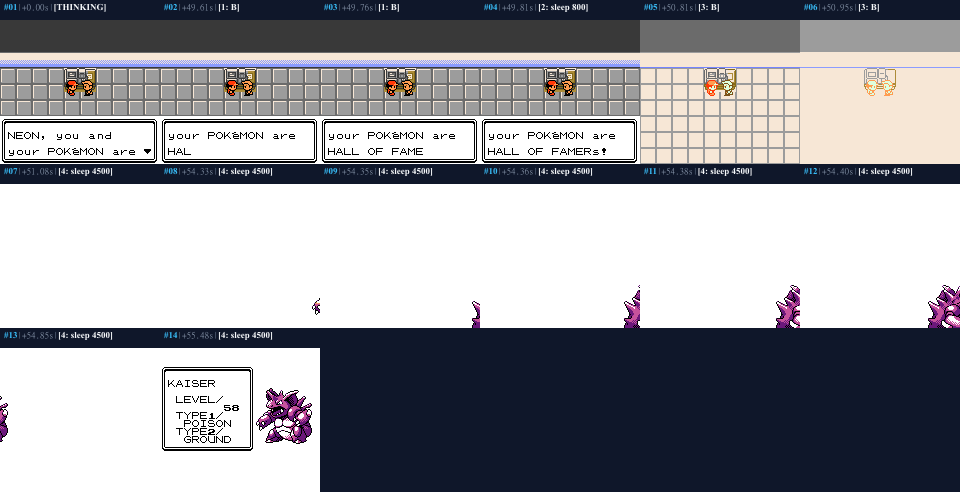 #01|+0.00s|[THINKING]
#02|+49.61s|[1: B]
#03|+49.76s|[1: B]
#04|+49.81s|[2: sleep 800]
#05|+50.81s|[3: B]
#06|+50.95s|[3: B]
NEON, you and
your POKéMON are ▼
your POKéMON are
HAL
your POKéMON are
HALL OF FAME
your POKéMON are
HALL OF FAMERs!
#07|+51.08s|[4: sleep 4500]
#08|+54.33s|[4: sleep 4500]
#09|+54.35s|[4: sleep 4500]
#10|+54.36s|[4: sleep 4500]
#11|+54.38s|[4: sleep 4500]
#12|+54.40s|[4: sleep 4500]
#13|+54.85s|[4: sleep 4500]
#14|+55.48s|[4: sleep 4500]
KAISER
LEVEL/
58
TYPE1/
POISON
TYPE2/
GROUND